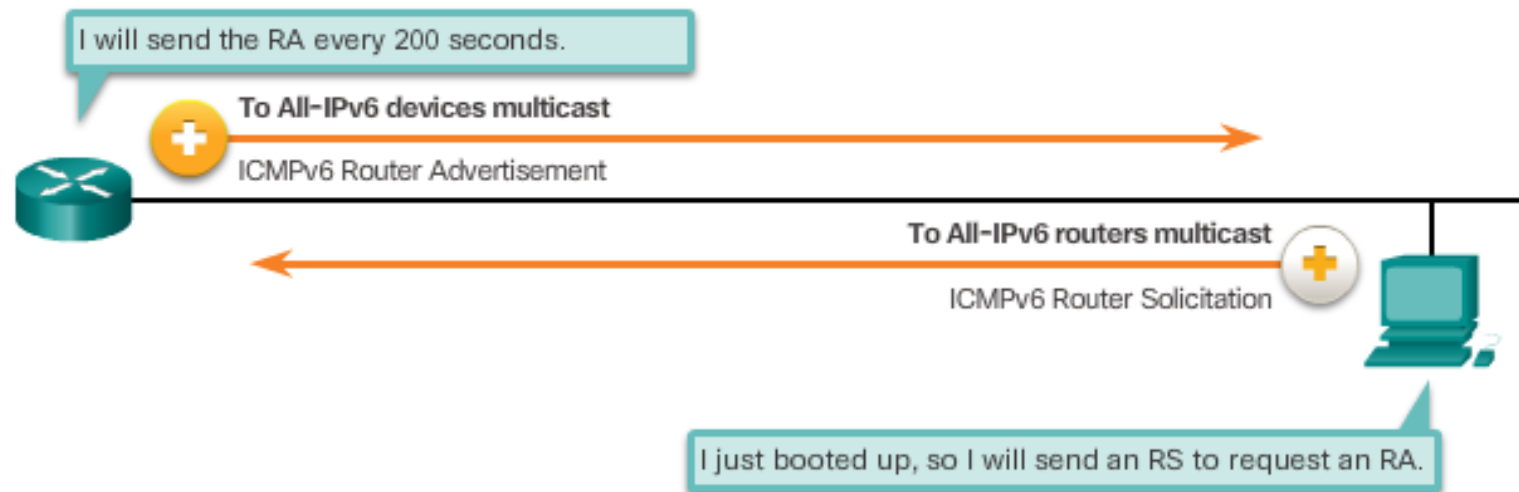 I will send the RA every 200 seconds.
To All-IPv6 devices multicast
ICMPv6 Router Advertisement
To All-IPv6 routers multicast
ICMPv6 Router Solicitation
I just booted up, so I will send an RS to request an RA.